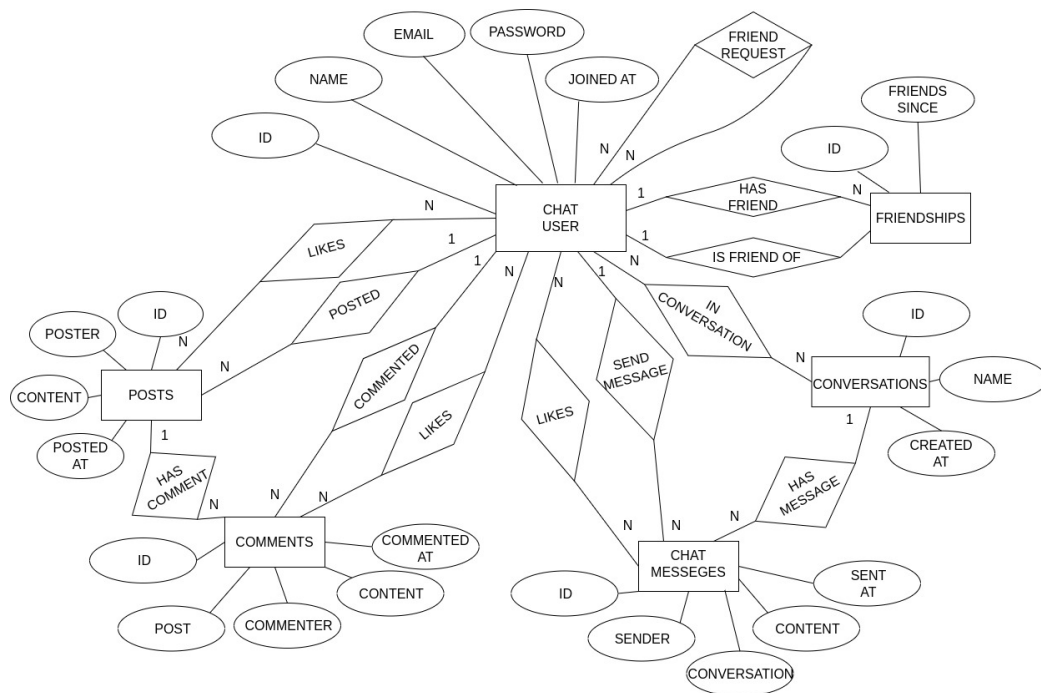 EMAIL
PASSWORD
FRIEND
REQUEST
NAME
JOINED AT
FRIENDS
SINCE
ID
ID
N
N
1
HAS
FRIEND
N
CHAT
USER
FRIENDSHIPS
N
LIKES
1
1
IS FRIEND OF
1
N
N
1
N
N
IN
CONVERSATION
POSTED
ID
POSTER
N
ID
SEND
MESSAGE
COMMENTED
N
N
CONTENT
POSTS
CONVERSATIONS
NAME
LIKES
LIKES
1
1
POSTED
AT
CREATED
AT
HAS
COMMENT
HAS
MESSAGE
N
N
N
N
N
N
COMMENTS
COMMENTED
AT
ID
CHAT
MESSEGES
SENT
AT
ID
CONTENT
POST
COMMENTER
CONTENT
SENDER
CONVERSATION